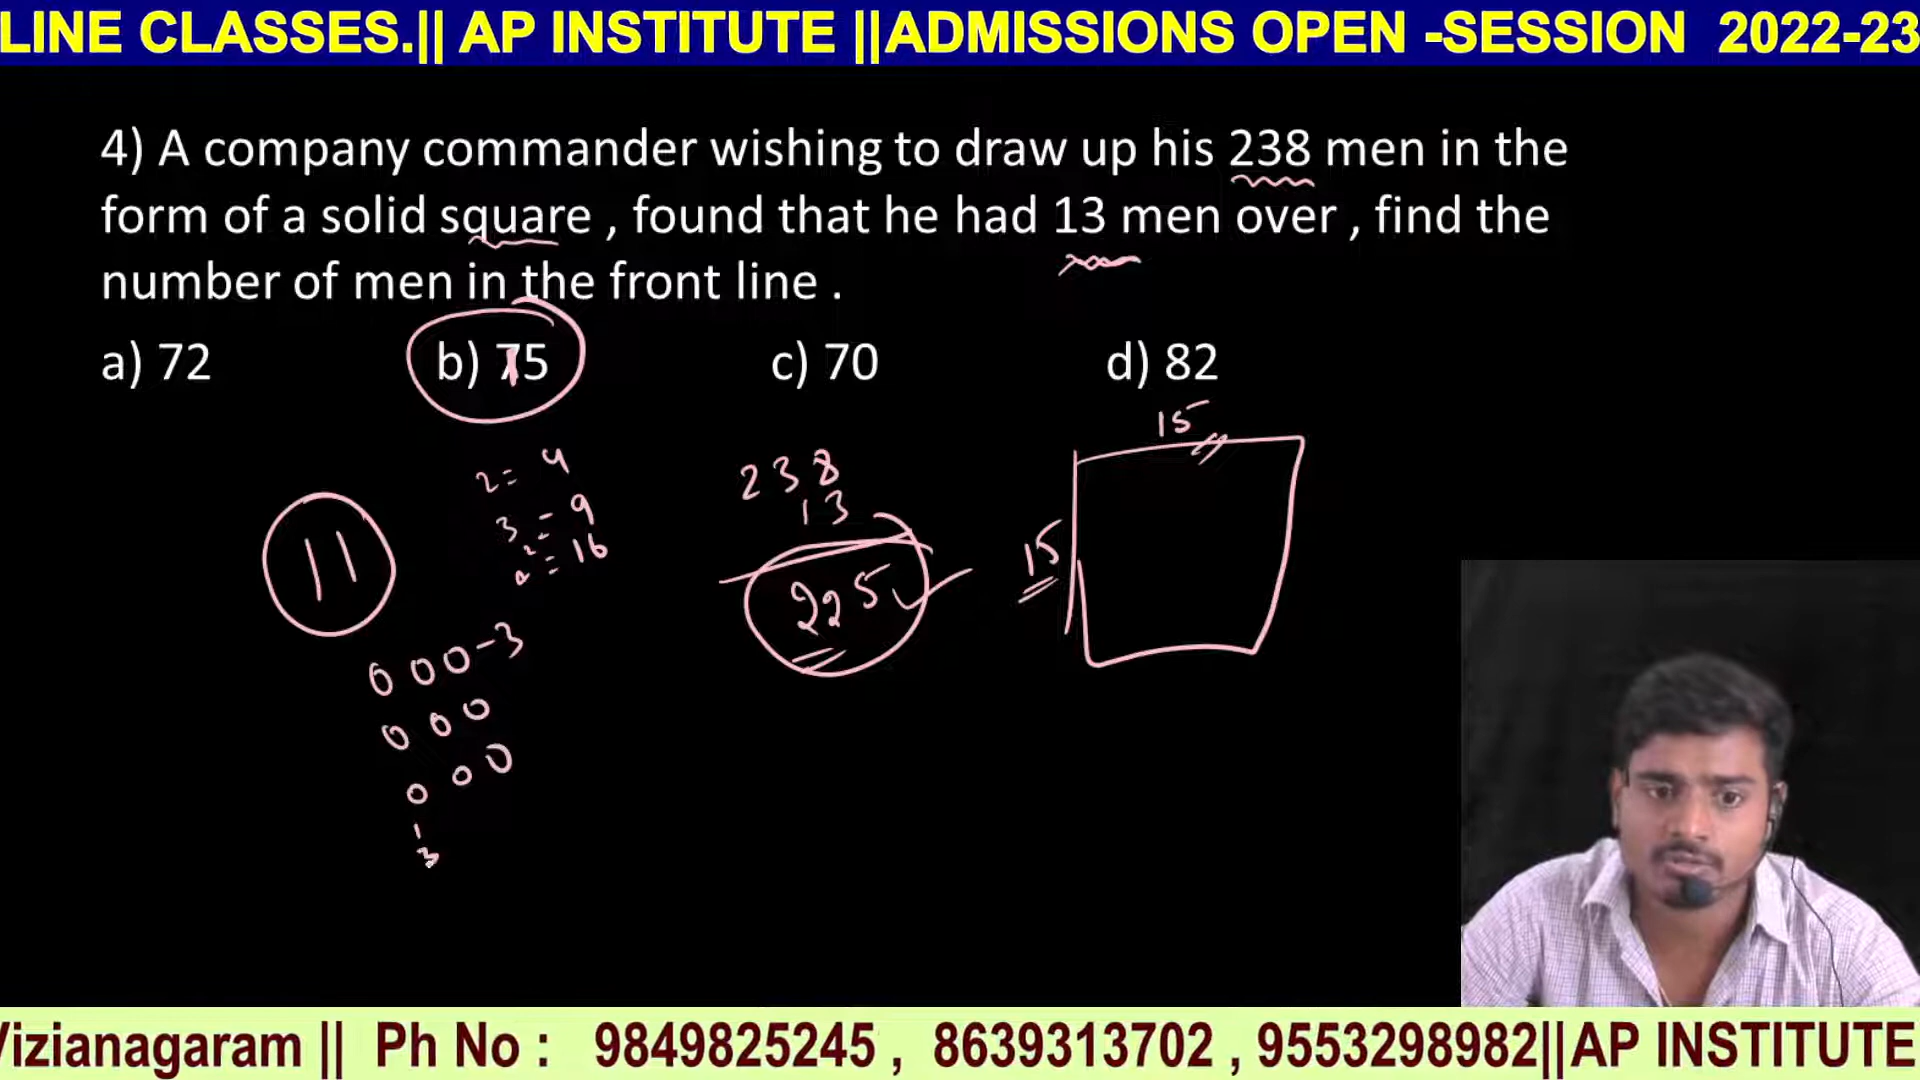 LINE CLASSES.|| AP INSTITUTE ||ADMISSIONS OPEN -SESSION 2022-23
4) A company commander wishing to draw up his 238 men in the
form of a solid square , found that he had 13 men over , find the
number of men in the front line .
a) 72 b) 15 c) 70 d) 82
15
2= 4
238
3 = 9
13
11
= 16
225
15
000-3
000
000
3
Vizianagaram || Ph No : 9849825245 , 8639313702 , 9553298982||AP INSTITUTE